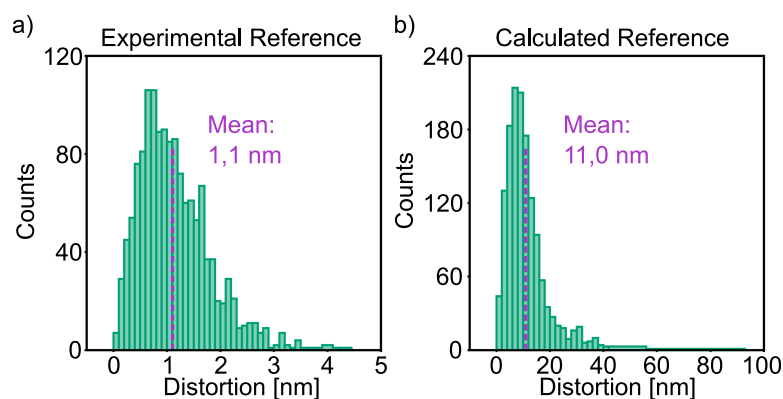 a) Experimental Reference
120
80
40
0
Counts
Mean:
1,1 nm
0 1 2 3 4 5
Distortion [nm]
b) Calculated Reference
240
180
120
60
0
Counts
Mean:
11,0 nm
0 20 40 60 80 100
Distortion [nm]